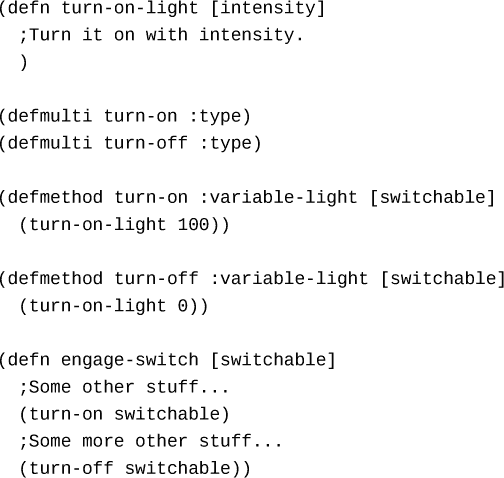 (defn turn-on-light [intensity]
  ;Turn it on with intensity.
  )

(defmulti turn-on :type)
(defmulti turn-off :type)

(defmethod turn-on :variable-light [switchable]
  (turn-on-light 100))

(defmethod turn-off :variable-light [switchable]
  (turn-on-light 0))

(defn engage-switch [switchable]
  ;Some other stuff...
  (turn-on switchable)
  ;Some more other stuff...
  (turn-off switchable))